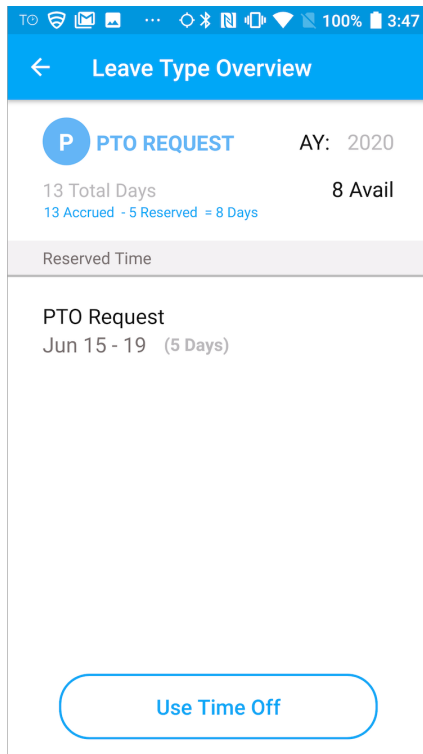 TO 100% 3:47
Leave Type Overview
P PTO REQUEST AY: 2020
13 Total Days 8 Avail
13 Accrued - 5 Reserved = 8 Days
Reserved Time
PTO Request
Jun 15 - 19 (5 Days)
Use Time Off